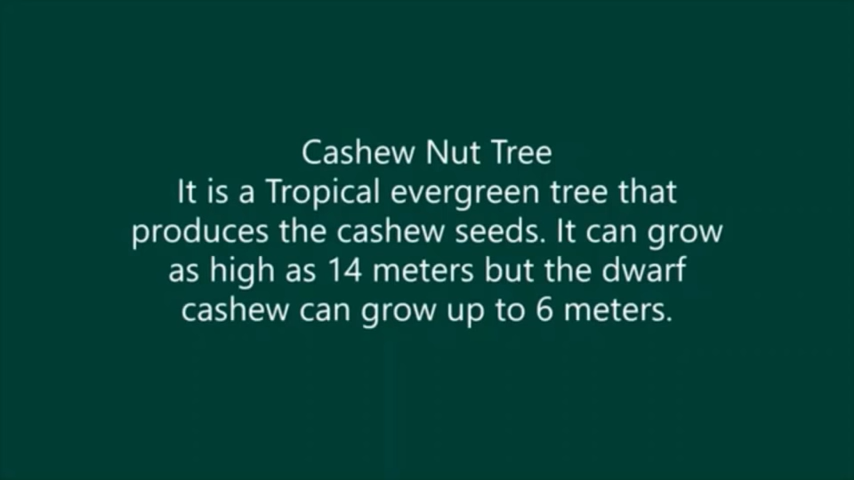 Cashew Nut Tree
It is a Tropical evergreen tree that
produces the cashew seeds. It can grow
as high as 14 meters but the dwarf
cashew can grow up to 6 meters.